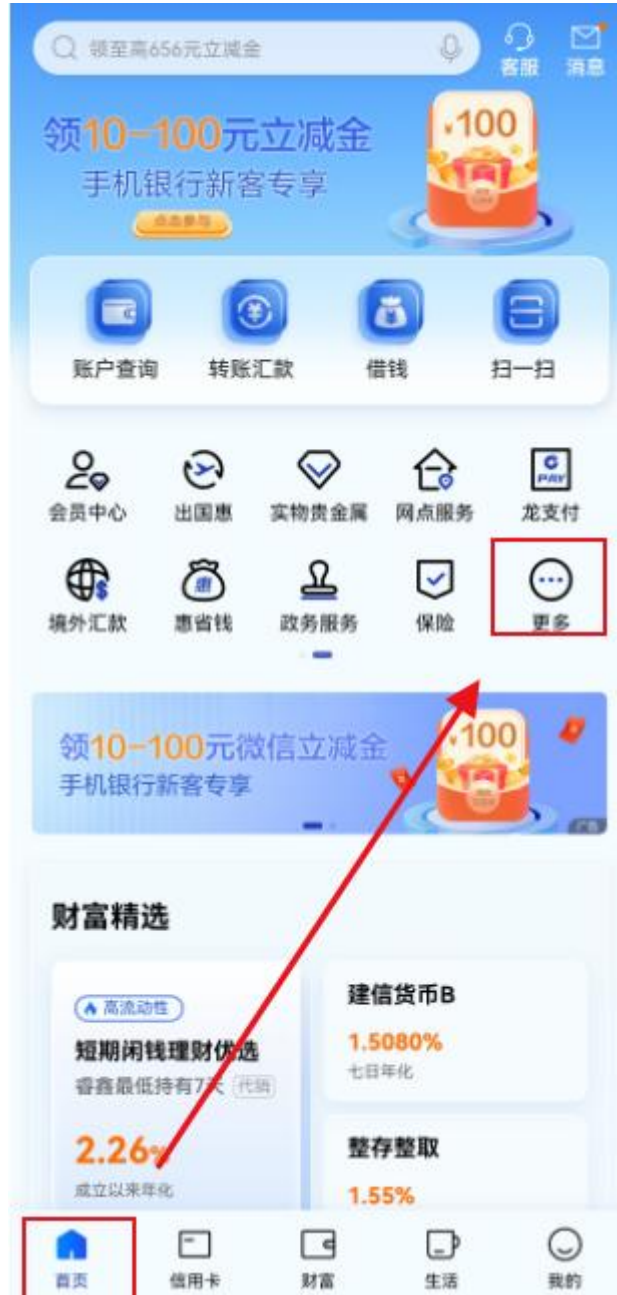 领至高656元立减金
客服 消息
领10-100元立减金
¥100
手机银行新客专享
点击参与
账户查询 转账汇款 借钱 扫一扫
会员中心 出国惠 实物贵金属 网点服务 龙支付
境外汇款 惠省钱 政务服务 保险 更多
领10-100元微信立减金
¥100
手机银行新客专享
广告
财富精选
高流动性
短期闲钱理财优选
睿鑫最低持有7天 代销
2.26%
成立以来年化
建信货币B
1.5080%
七日年化
整存整取
1.55%
首页 信用卡 财富 生活 我的